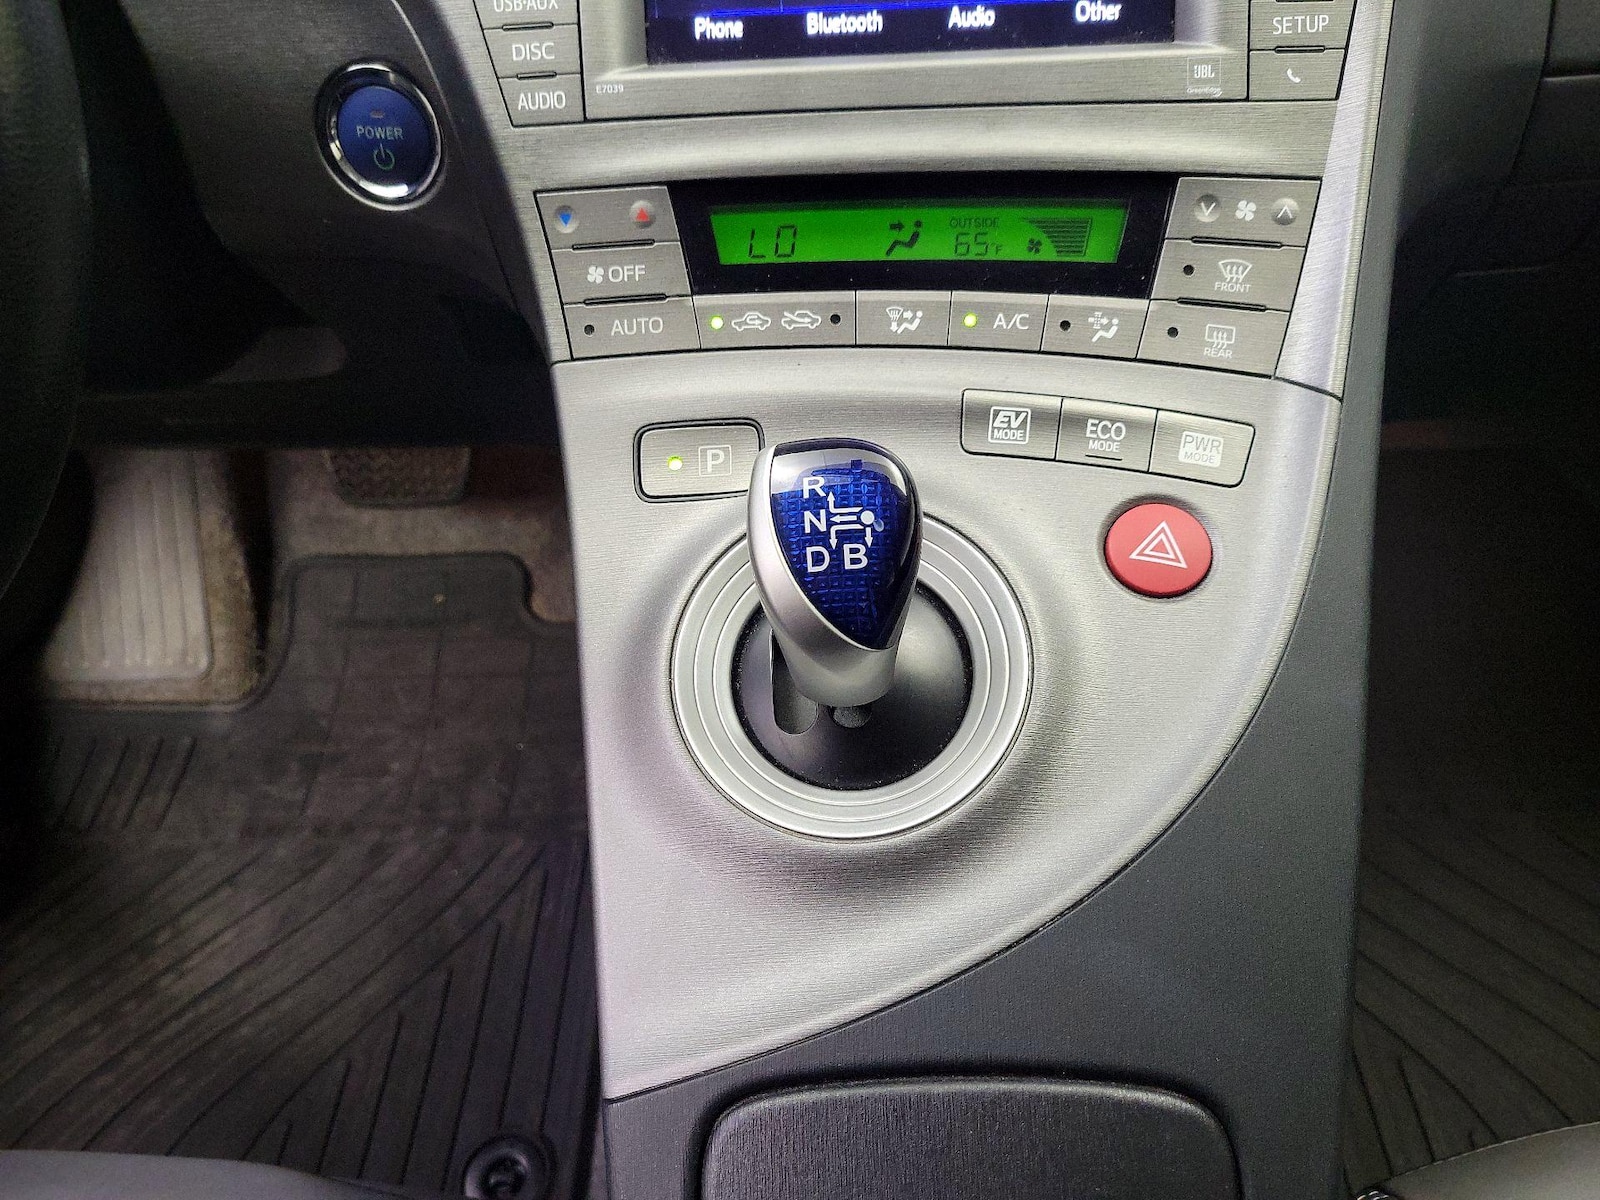 USB·AUX
DISC
AUDIO
Phone
Bluetooth
Audio
Other
SETUP
E7039
JBL
GreenEdge
POWER
LO
OUTSIDE
65°F
OFF
AUTO
A/C
FRONT
REAR
P
EV
MODE
ECO
MODE
PWR
MODE
R
N
D B